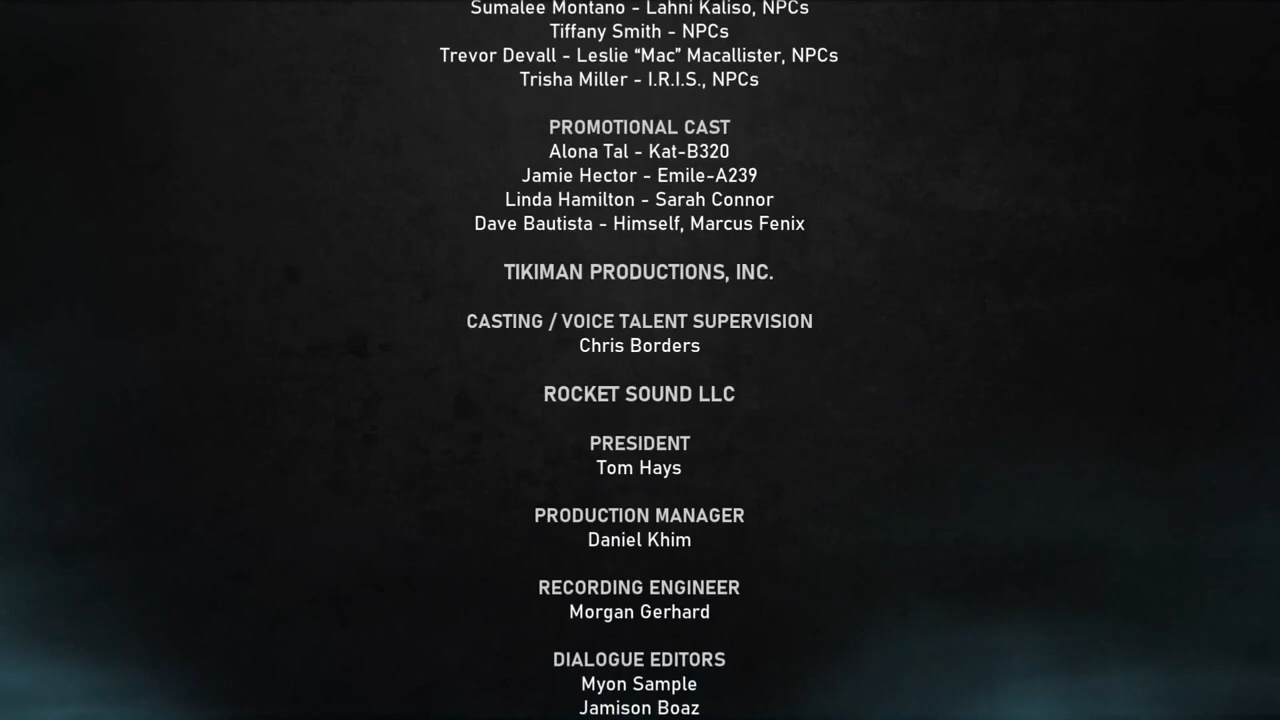 Sumalee Montano - Lahni Kaliso, NPCs
Tiffany Smith - NPCs
Trevor Devall - Leslie “Mac” Macallister, NPCs
Trisha Miller - I.R.I.S., NPCs
PROMOTIONAL CAST
Alona Tal - Kat-B320
Jamie Hector - Emile-A239
Linda Hamilton - Sarah Connor
Dave Bautista - Himself, Marcus Fenix
TIKIMAN PRODUCTIONS, INC.
CASTING / VOICE TALENT SUPERVISION
Chris Borders
ROCKET SOUND LLC
PRESIDENT
Tom Hays
PRODUCTION MANAGER
Daniel Khim
RECORDING ENGINEER
Morgan Gerhard
DIALOGUE EDITORS
Myon Sample
Jamison Boaz